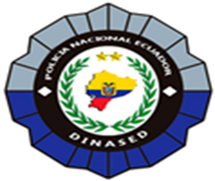 POLICIA NACIONAL ECUADOR
DINASED